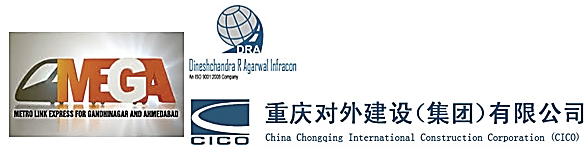 MEGA
METRO LINK EXPRESS FOR GANDHINAGAR AND AHMEDABAD
DRA
Dineshchandra R Agarwal Infracon
An ISO 9001:2008 Company
CICO
重庆对外建设(集团)有限公司
China Chongqing International Construction Corporation (CICO)